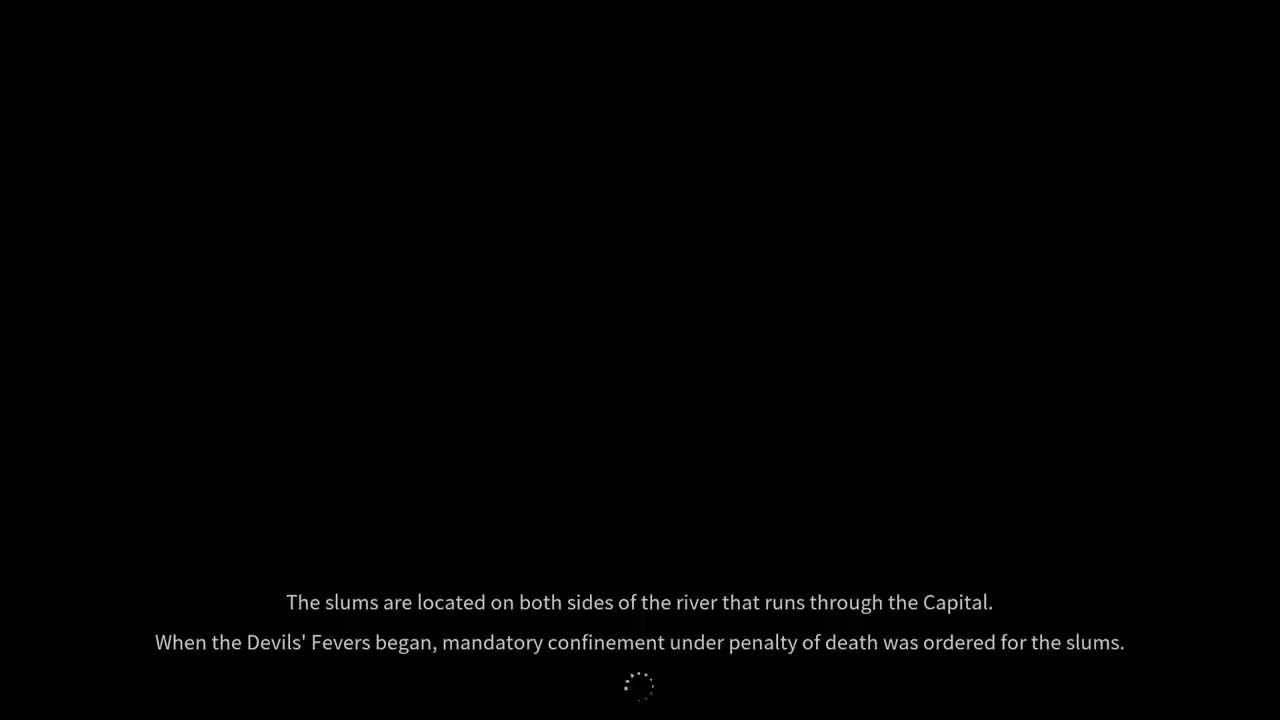 The slums are located on both sides of the river that runs through the Capital.
When the Devils' Fevers began, mandatory confinement under penalty of death was ordered for the slums.